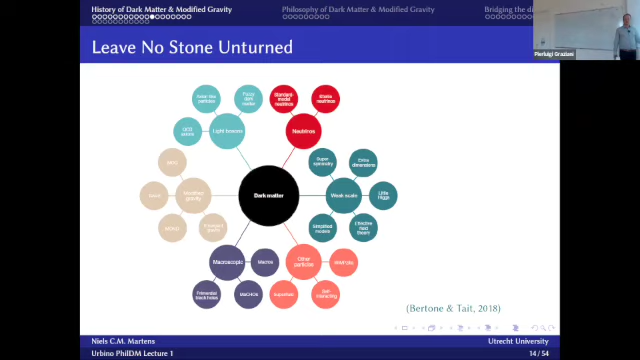 History of Dark Matter & Modified Gravity
Philosophy of Dark Matter & Modified Gravity
Bridging the di
Leave No Stone Unturned
Pierluigi Graziani
Axion-like particles
Fuzzy dark matter
Standard model neutrinos
Sterile neutrinos
QCD axions
Light bosons
Neutrinos
Super symmetry
Extra dimensions
Modified gravity
Dark matter
Weak scale
Little Higgs
MOND
Simplified models
Effective field theory
Macroscopic
Macros
Other particles
WIMPzilla
Primordial black holes
MaCHOs
Superfluid
Self-interacting
(Bertone & Tait, 2018)
Niels C.M. Martens
Utrecht University
Urbino PhilDM Lecture 1
14 / 54